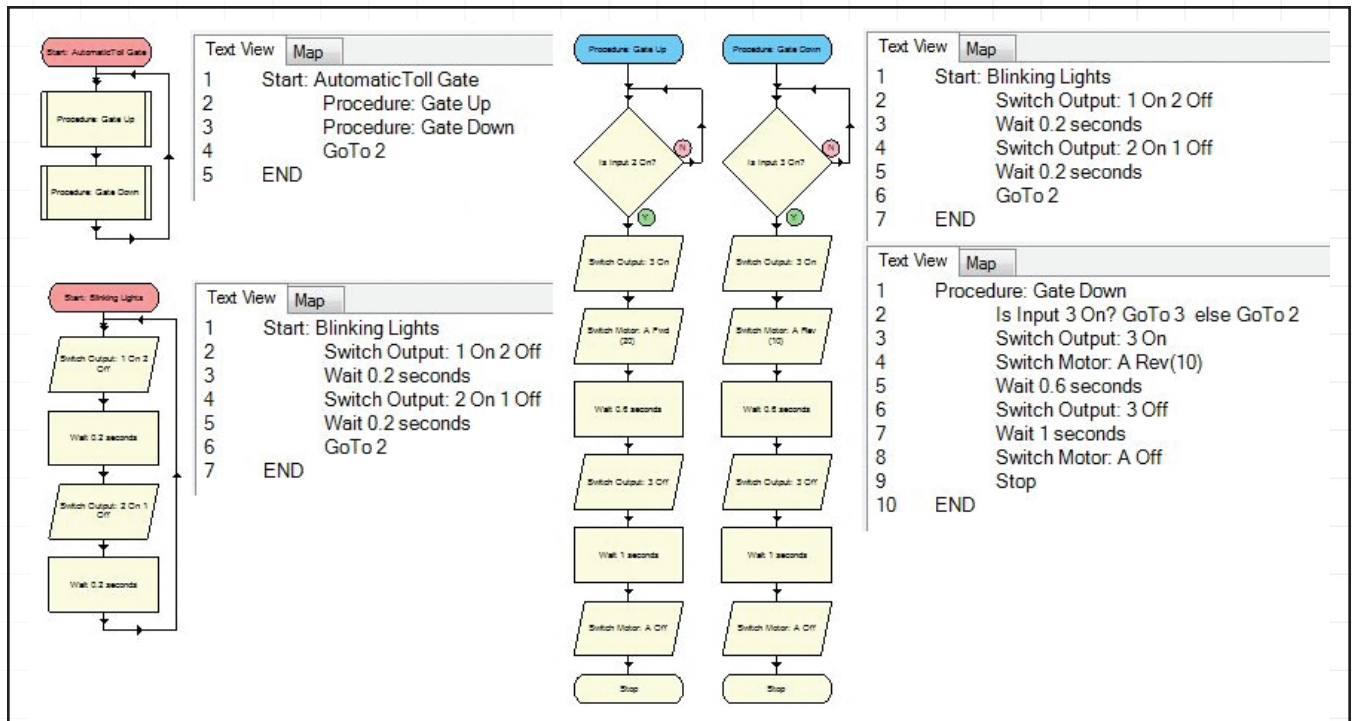 Start: AutomaticToll Gate
Procedure: Gate Up
Procedure: Gate Down
Text View Map
1 Start: AutomaticToll Gate
2 Procedure: Gate Up
3 Procedure: Gate Down
4 GoTo 2
5 END
Start: Blinking Lights
Switch Output: 1 On 2
Off
Wait 0.2 seconds
Switch Output: 2 On 1
Off
Wait 0.2 seconds
Text View Map
1 Start: Blinking Lights
2 Switch Output: 1 On 2 Off
3 Wait 0.2 seconds
4 Switch Output: 2 On 1 Off
5 Wait 0.2 seconds
6 GoTo 2
7 END
Procedure: Gate Up
Is Input 2 On?
N
Y
Switch Output: 3 On
Switch Motor: A Fwd
(20)
Wait 0.6 seconds
Switch Output: 3 Off
Wait 1 seconds
Switch Motor: A Off
Stop
Procedure: Gate Down
Is Input 3 On?
N
Y
Switch Output: 3 On
Switch Motor: A Rev
(10)
Wait 0.6 seconds
Switch Output: 3 Off
Wait 1 seconds
Switch Motor: A Off
Stop
Text View Map
1 Start: Blinking Lights
2 Switch Output: 1 On 2 Off
3 Wait 0.2 seconds
4 Switch Output: 2 On 1 Off
5 Wait 0.2 seconds
6 GoTo 2
7 END
Text View Map
1 Procedure: Gate Down
2 Is Input 3 On? GoTo 3 else GoTo 2
3 Switch Output: 3 On
4 Switch Motor: A Rev(10)
5 Wait 0.6 seconds
6 Switch Output: 3 Off
7 Wait 1 seconds
8 Switch Motor: A Off
9 Stop
10 END